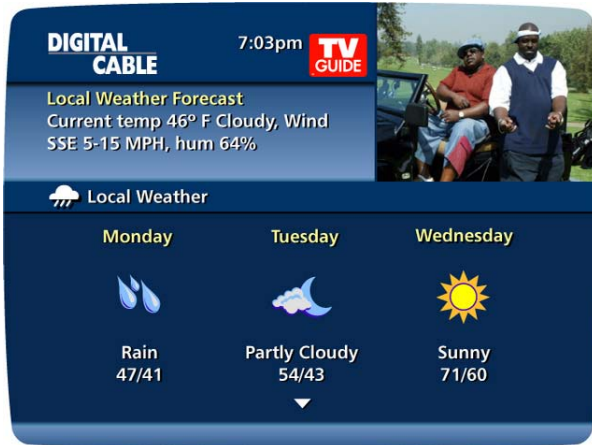 DIGITAL
CABLE
7:03pm
TV
GUIDE
Local Weather Forecast
Current temp 46º F Cloudy, Wind
SSE 5-15 MPH, hum 64%
Local Weather
Monday
Tuesday
Wednesday
Rain
Partly Cloudy
Sunny
47/41
54/43
71/60